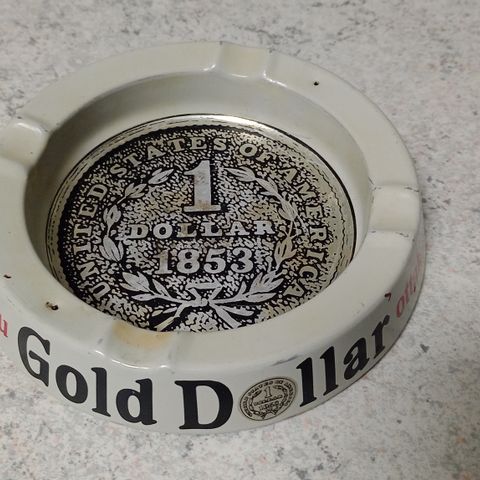 UNITED STATES OF AMERICA
1
DOLLAR
1853
Gold Dollar